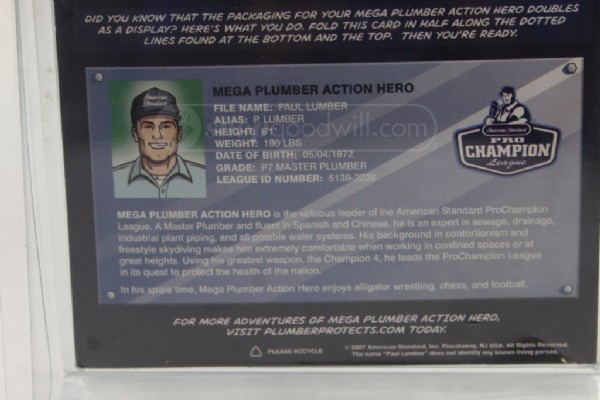 DID YOU KNOW THAT THE PACKAGING FOR YOUR MEGA PLUMBER ACTION HERO DOUBLES
AS A DISPLAY? HERE'S WHAT YOU DO. FOLD THIS CARD IN HALF ALONG THE DOTTED
LINES FOUND AT THE BOTTOM AND THE TOP. THEN YOU'RE READY.
American
Standard
MEGA PLUMBER ACTION HERO
FILE NAME: PAUL LUMBER
ALIAS: P. LUMBER
HEIGHT: 6'1"
WEIGHT: 190 LBS
DATE OF BIRTH: 05/04/1972
GRADE: P7 MASTER PLUMBER
LEAGUE ID NUMBER: 5139-2236
shopgoodwill.com
American Standard
PRO
CHAMPION
League
MEGA PLUMBER ACTION HERO is the virtuous leader of the American Standard ProChampion
League. A Master Plumber and fluent in Spanish and Chinese, he is an expert in sewage, drainage,
industrial plant piping, and all potable water systems. His background in contortionism and
freestyle skydiving makes him extremely comfortable when working in confined spaces or at
great heights. Using his greatest weapon, the Champion 4, he leads the ProChampion League
in its quest to protect the health of the nation.
In his spare time, Mega Plumber Action Hero enjoys alligator wrestling, chess, and football.
FOR MORE ADVENTURES OF MEGA PLUMBER ACTION HERO,
VISIT PLUMBERPROTECTS.COM TODAY.
PLEASE RECYCLE
© 2007 American Standard, Inc. Piscataway, NJ USA. All Rights Reserved.
The name "Paul Lumber" does not identify any known living person.